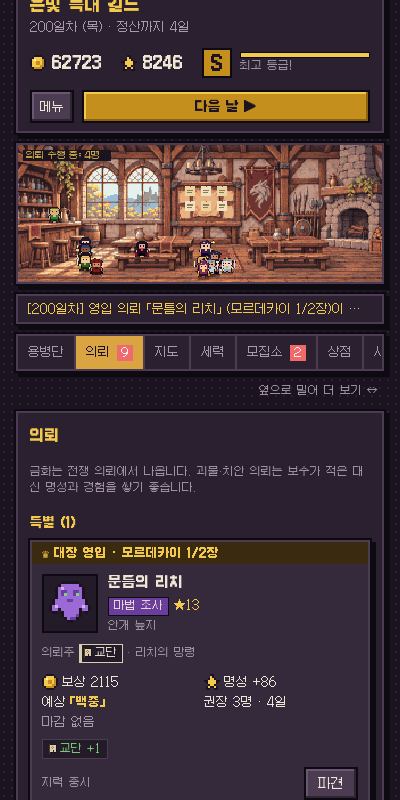 은빛 늑대 길드
200일차 (목) · 정산까지 4일
62723 8246 S 최고 등급!
메뉴 다음 날 ▶
의뢰 수행 중: 4명
[200일차] 영입 의뢰 「문틈의 리치」 (모르데카이 1/2장)이 ⋯
용병단 의뢰 9 지도 세력 모집소 2 상점
옆으로 밀어 더 보기 ↔
의뢰
금화는 전쟁 의뢰에서 나옵니다. 괴물·치안 의뢰는 보수가 적은 대
신 명성과 경험을 쌓기 좋습니다.
특별 (1)
♛ 대장 영입 · 모르데카이 1/2장
문틈의 리치
마법 조사 ★13
안개 늪지
의뢰주 교단 · 리치의 망령
보상 2115 명성 +86
예상 「백중」 권장 3명 · 4일
마감 없음
교단 +1
지력 중시 파견